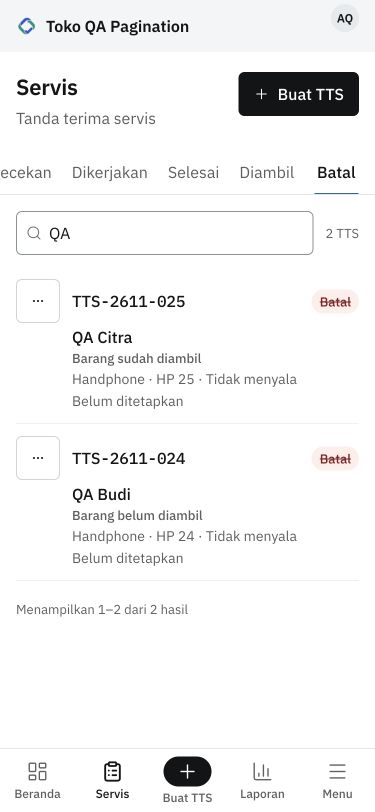 Toko QA Pagination
AQ
Servis
+ Buat TTS
Tanda terima servis
ecekan Dikerjakan Selesai Diambil Batal
QA
2 TTS
...
TTS-2611-025
Batal
QA Citra
Barang sudah diambil
Handphone · HP 25 · Tidak menyala
Belum ditetapkan
...
TTS-2611-024
Batal
QA Budi
Barang belum diambil
Handphone · HP 24 · Tidak menyala
Belum ditetapkan
Menampilkan 1–2 dari 2 hasil
Beranda Servis Buat TTS Laporan Menu